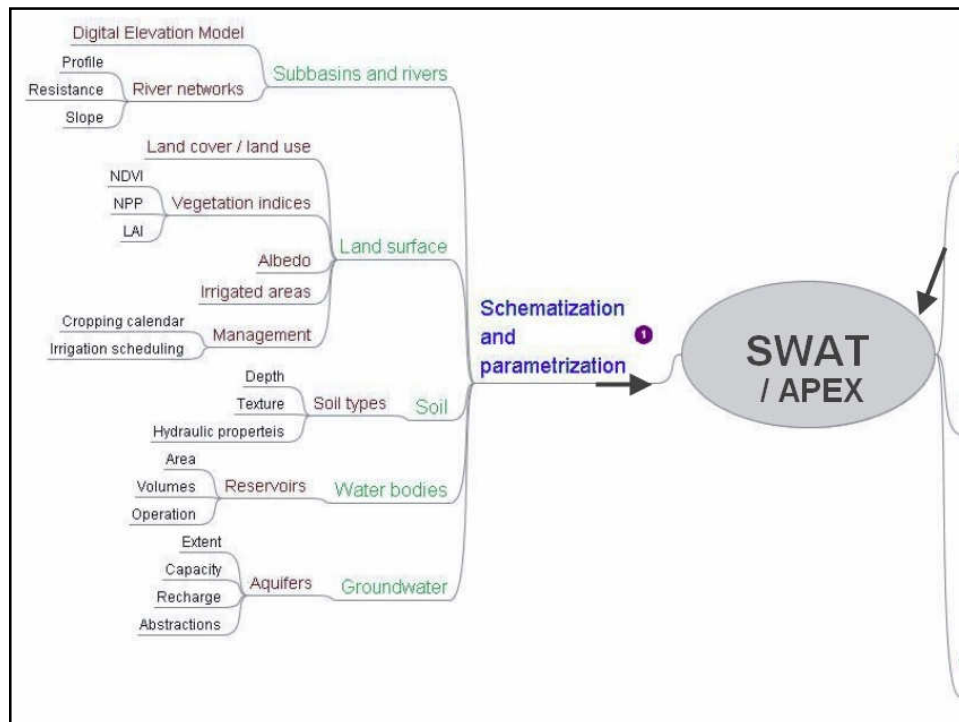 Digital Elevation Model
Profile
Resistance
Slope
River networks
Subbasins and rivers
Land cover / land use
NDVI
NPP
LAI
Vegetation indices
Albedo
Irrigated areas
Cropping calendar
Irrigation scheduling
Management
Land surface
Depth
Texture
Hydraulic properteis
Soil types
Soil
Area
Volumes
Operation
Reservoirs
Water bodies
Extent
Capacity
Recharge
Abstractions
Aquifers
Groundwater
Schematization
and
parametrization
1
SWAT
/ APEX